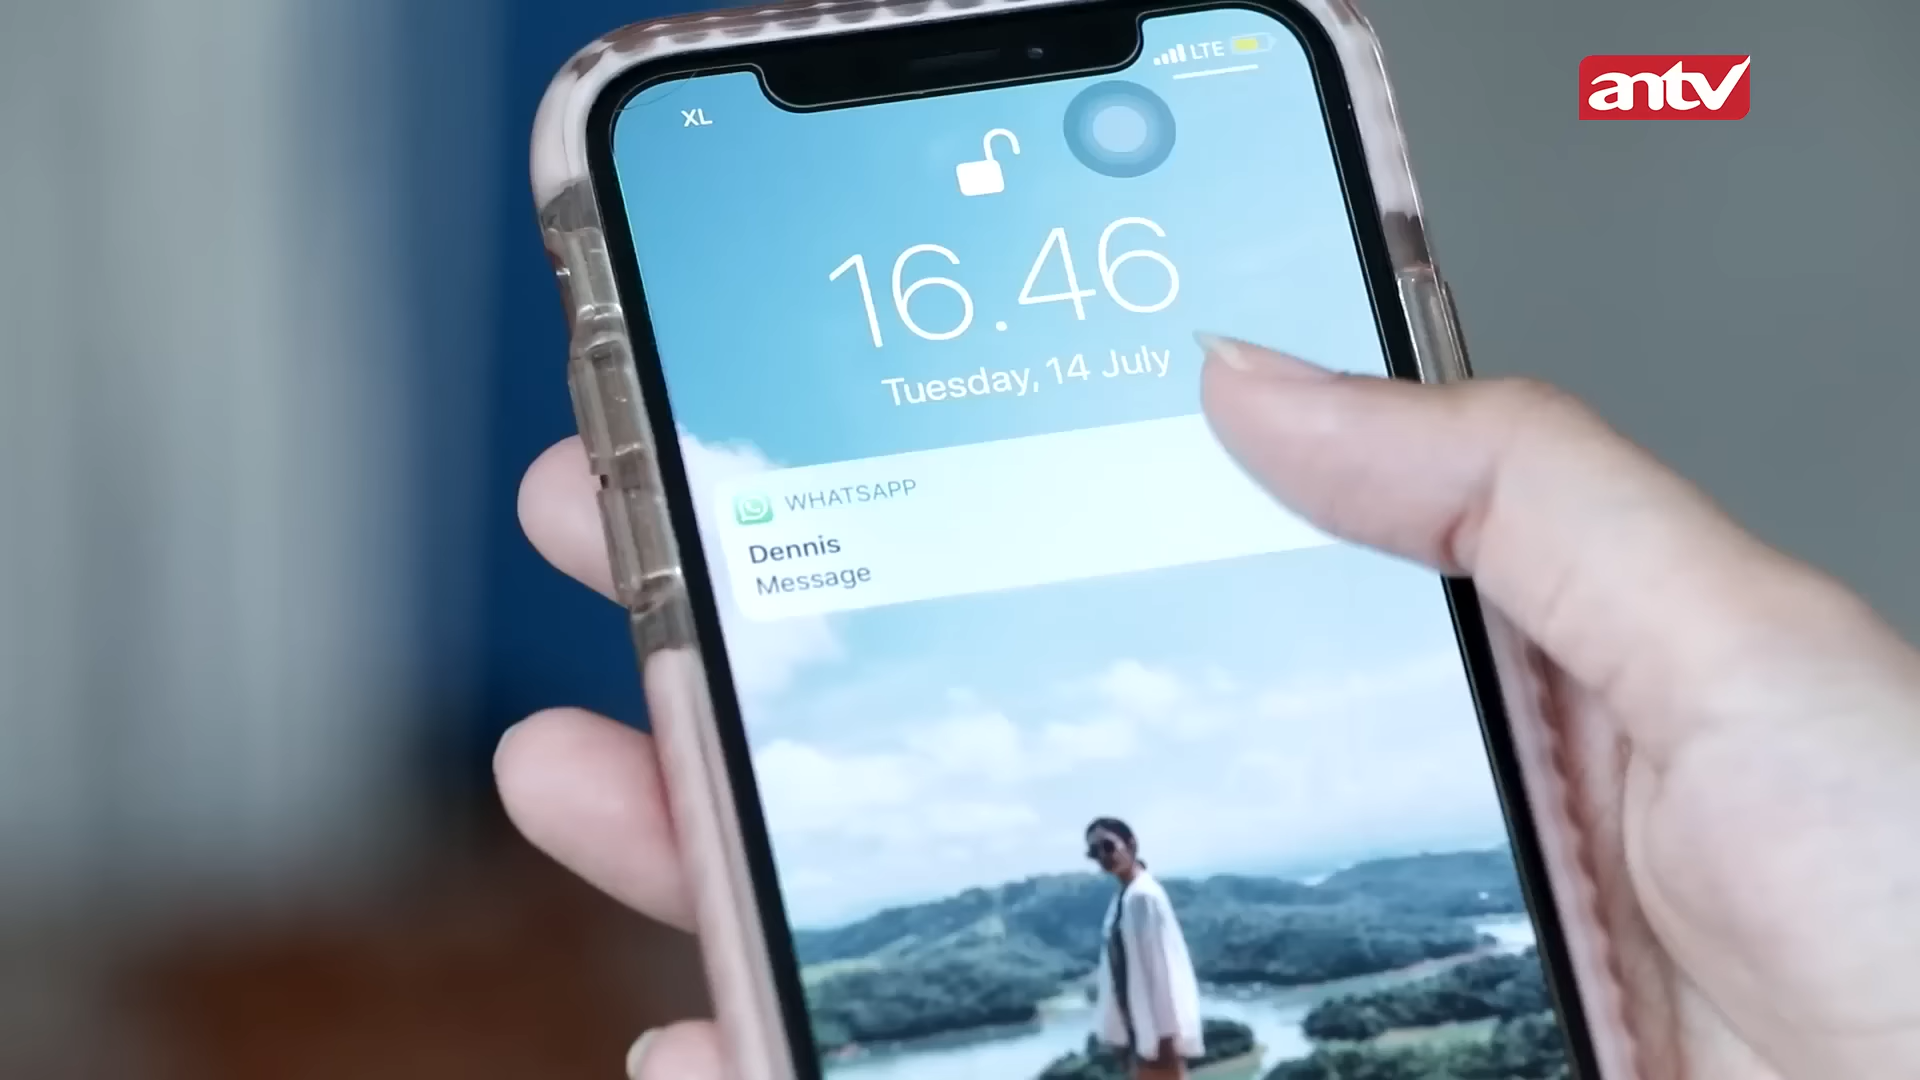 antv
XL
LTE
16.46
Tuesday, 14 July
WHATSAPP
Dennis
Message